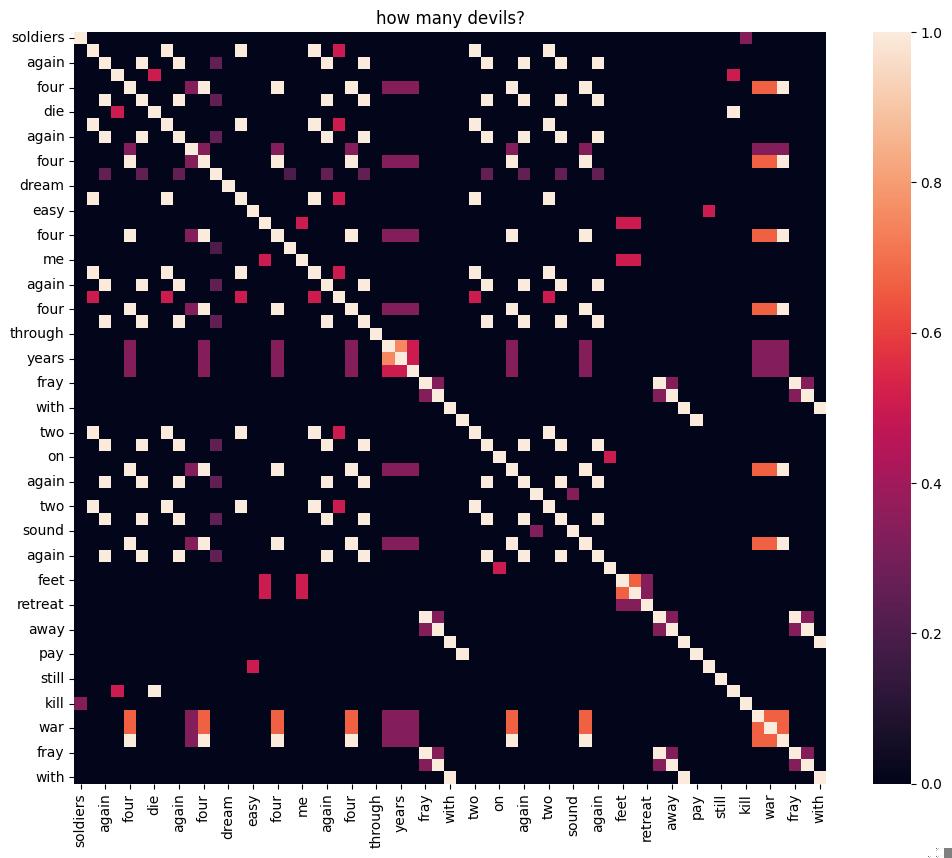 how many devils?
soldiers
again
four
die
again
four
dream
easy
four
me
again
four
through
years
fray
with
two
on
again
two
sound
again
feet
retreat
away
pay
still
kill
war
fray
with
soldiers
again
four
die
again
four
dream
easy
four
me
again
four
through
years
fray
with
two
on
again
two
sound
again
feet
retreat
away
pay
still
kill
war
fray
with
1.0
0.8
0.6
0.4
0.2
0.0